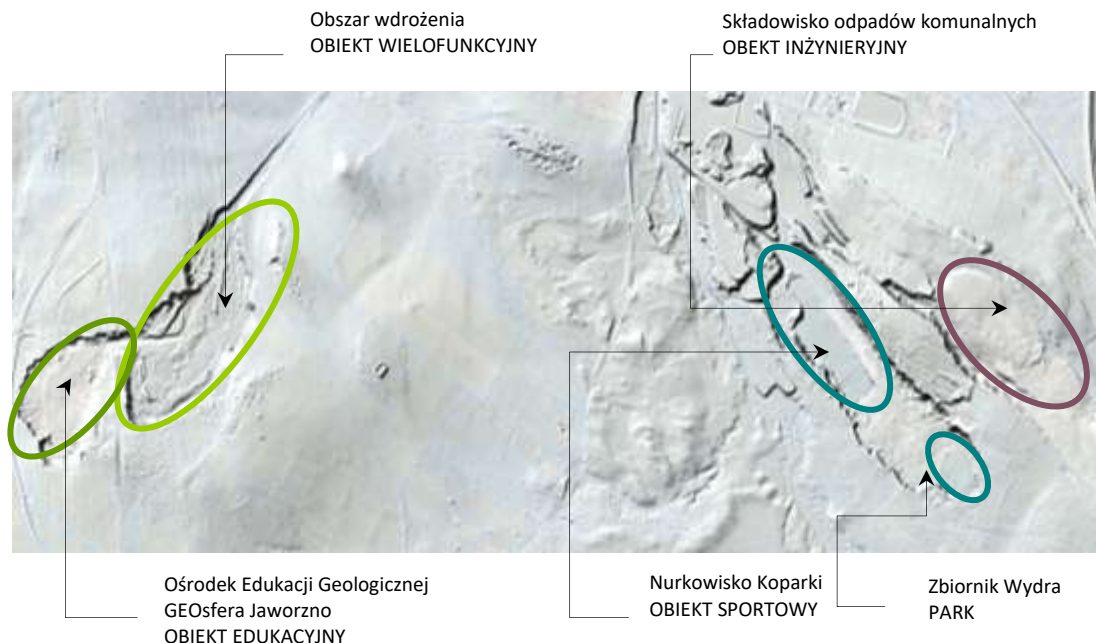 Obszar wdrożenia
OBIEKT WIELOFUNKCYJNY
Składowisko odpadów komunalnych
OBEKT INŻYNIERYJNY
Ośrodek Edukacji Geologicznej
GEOsfera Jaworzno
OBIEKT EDUKACYJNY
Nurkowisko Koparki
OBIEKT SPORTOWY
Zbiornik Wydra
PARK